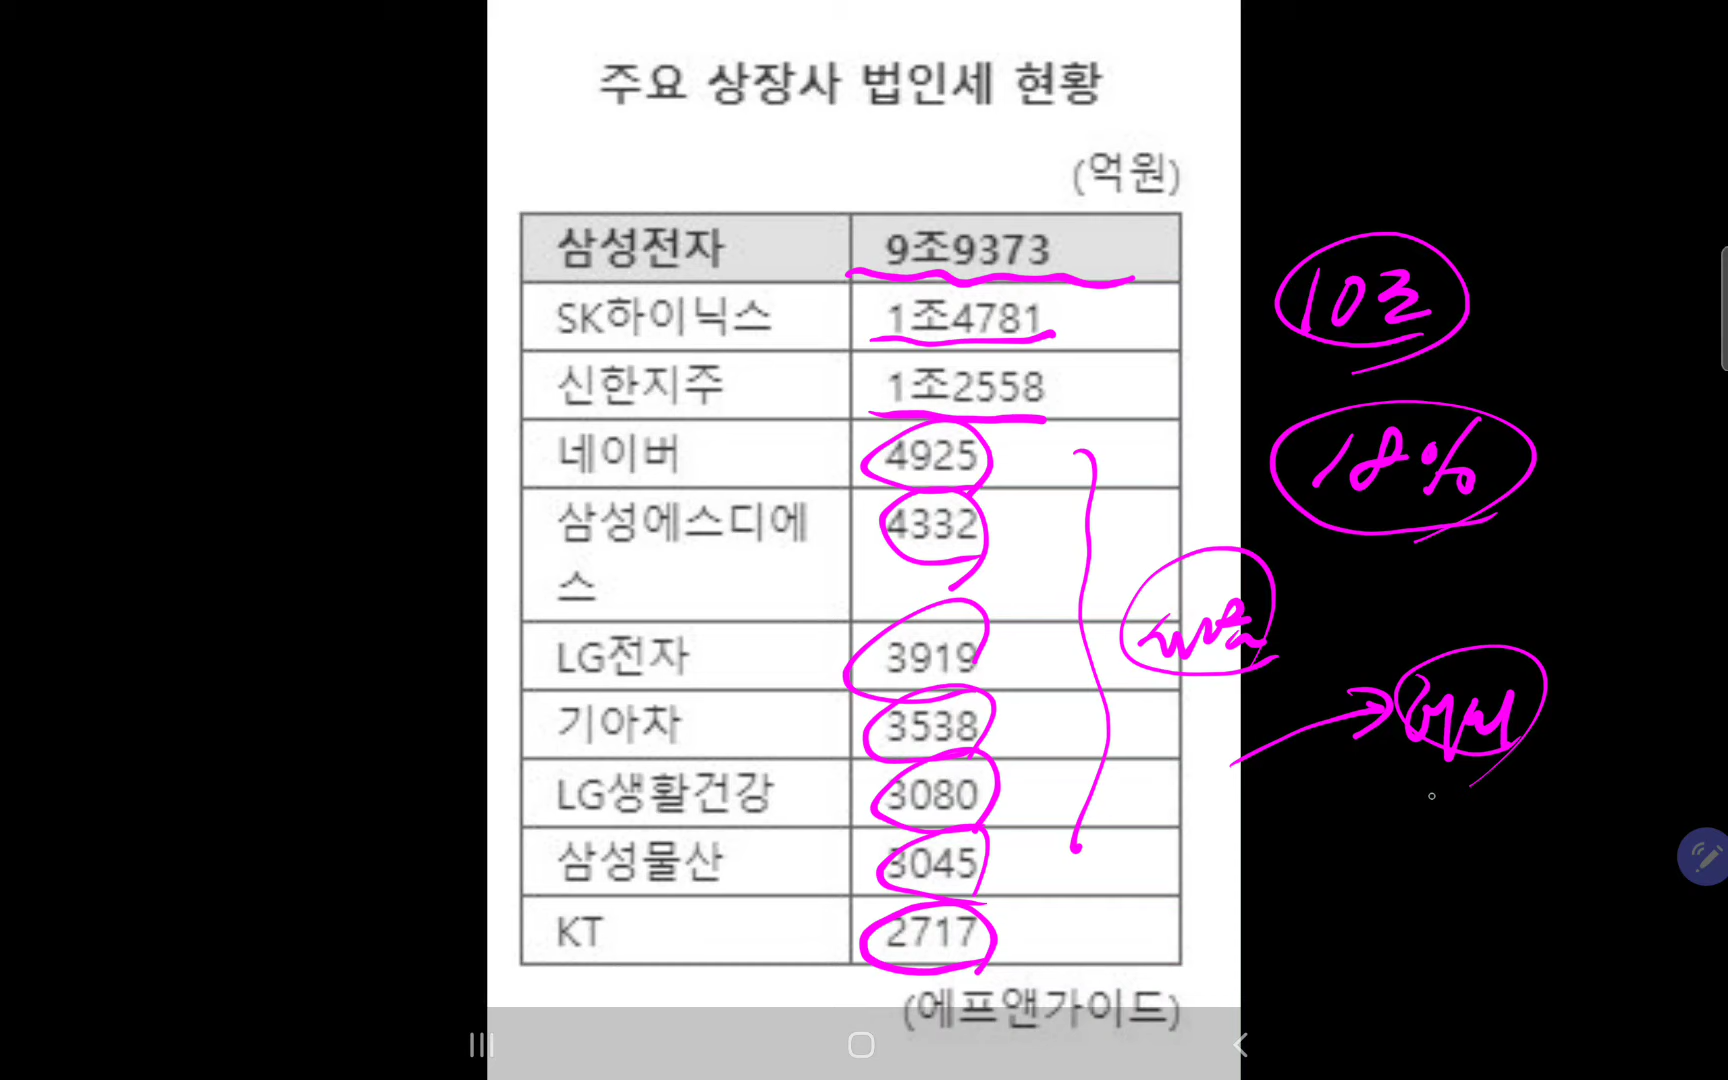 주요 상장사 법인세 현황
(억원)
삼성전자 9조9373
SK하이닉스 1조4781
신한지주 1조2558
네이버 4925
삼성에스디에
스 4332
LG전자 3919
기아차 3538
LG생활건강 3080
삼성물산 3045
KT 2717
(에프앤가이드)
10조
18%